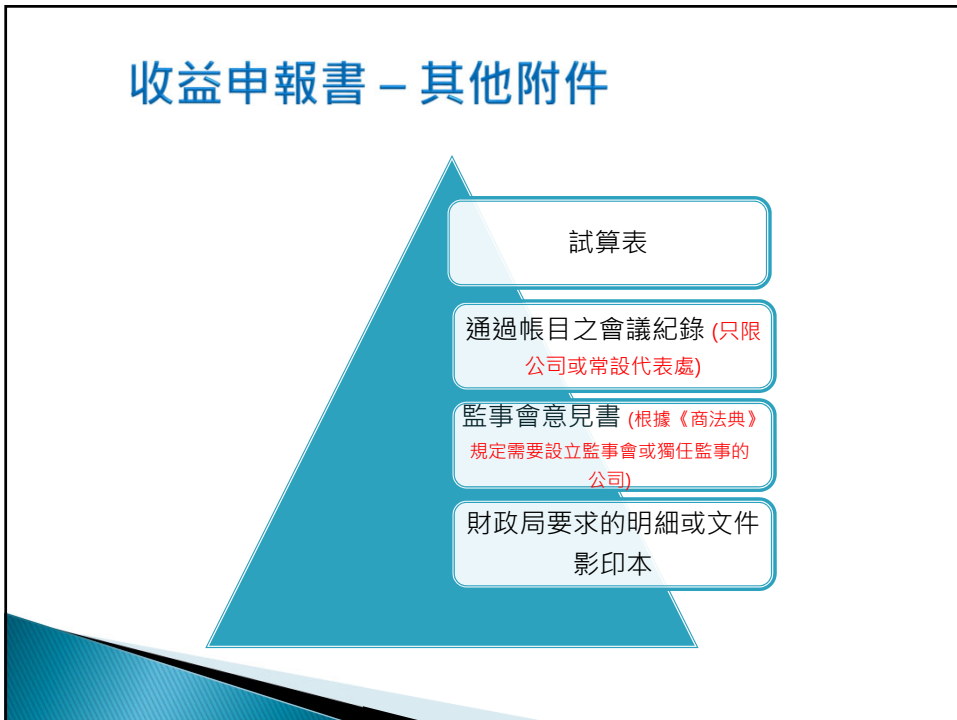 收益申報書 – 其他附件
試算表
通過帳目之會議紀錄 (只限
公司或常設代表處)
監事會意見書 (根據《商法典》
規定需要設立監事會或獨任監事的
公司)
財政局要求的明細或文件
影印本